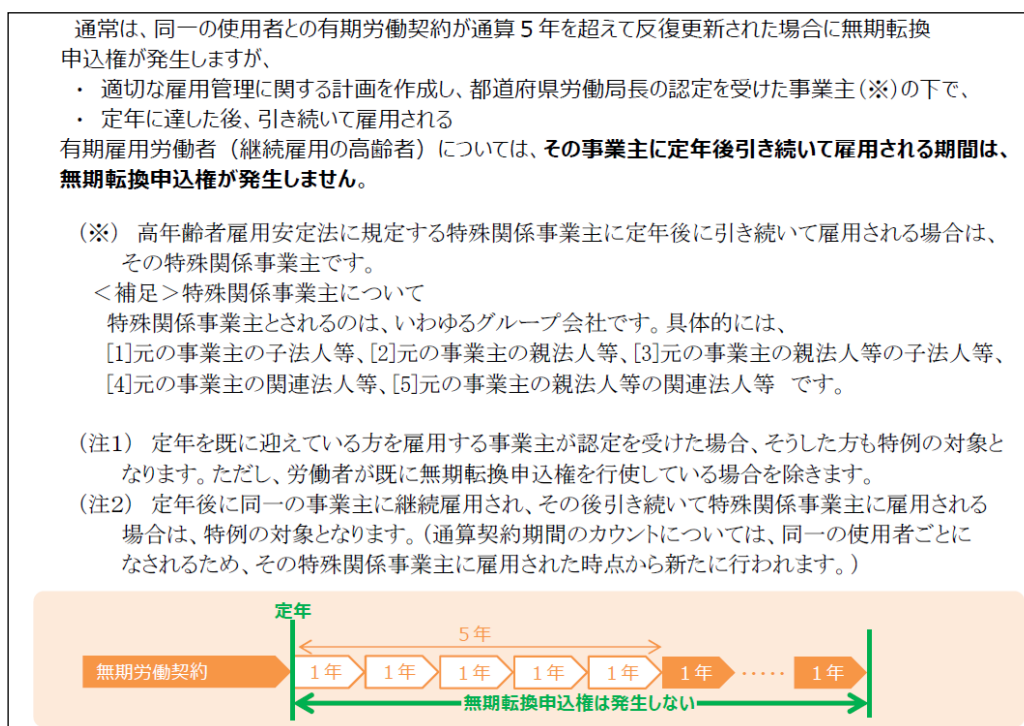 通常は、同一の使用者との有期労働契約が通算５年を超えて反復更新された場合に無期転換
申込権が発生しますが、
・ 適切な雇用管理に関する計画を作成し、都道府県労働局長の認定を受けた事業主（※）の下で、
・ 定年に達した後、引き続いて雇用される
有期雇用労働者（継続雇用の高齢者）については、その事業主に定年後引き続いて雇用される期間は、
無期転換申込権が発生しません。
（※） 高年齢者雇用安定法に規定する特殊関係事業主に定年後に引き続いて雇用される場合は、
その特殊関係事業主です。
＜補足＞特殊関係事業主について
特殊関係事業主とされるのは、いわゆるグループ会社です。具体的には、
[1]元の事業主の子法人等、[2]元の事業主の親法人等、[3]元の事業主の親法人等の子法人等、
[4]元の事業主の関連法人等、[5]元の事業主の親法人等の関連法人等 です。
（注１） 定年を既に迎えている方を雇用する事業主が認定を受けた場合、そうした方も特例の対象と
なります。ただし、労働者が既に無期転換申込権を行使している場合を除きます。
（注２） 定年後に同一の事業主に継続雇用され、その後引き続いて特殊関係事業主に雇用される
場合は、特例の対象となります。（通算契約期間のカウントについては、同一の使用者ごとに
なされるため、その特殊関係事業主に雇用された時点から新たに行われます。）
定年
５年
無期労働契約 １年 １年 １年 １年 １年 １年 ・・・・・ １年
無期転換申込権は発生しない